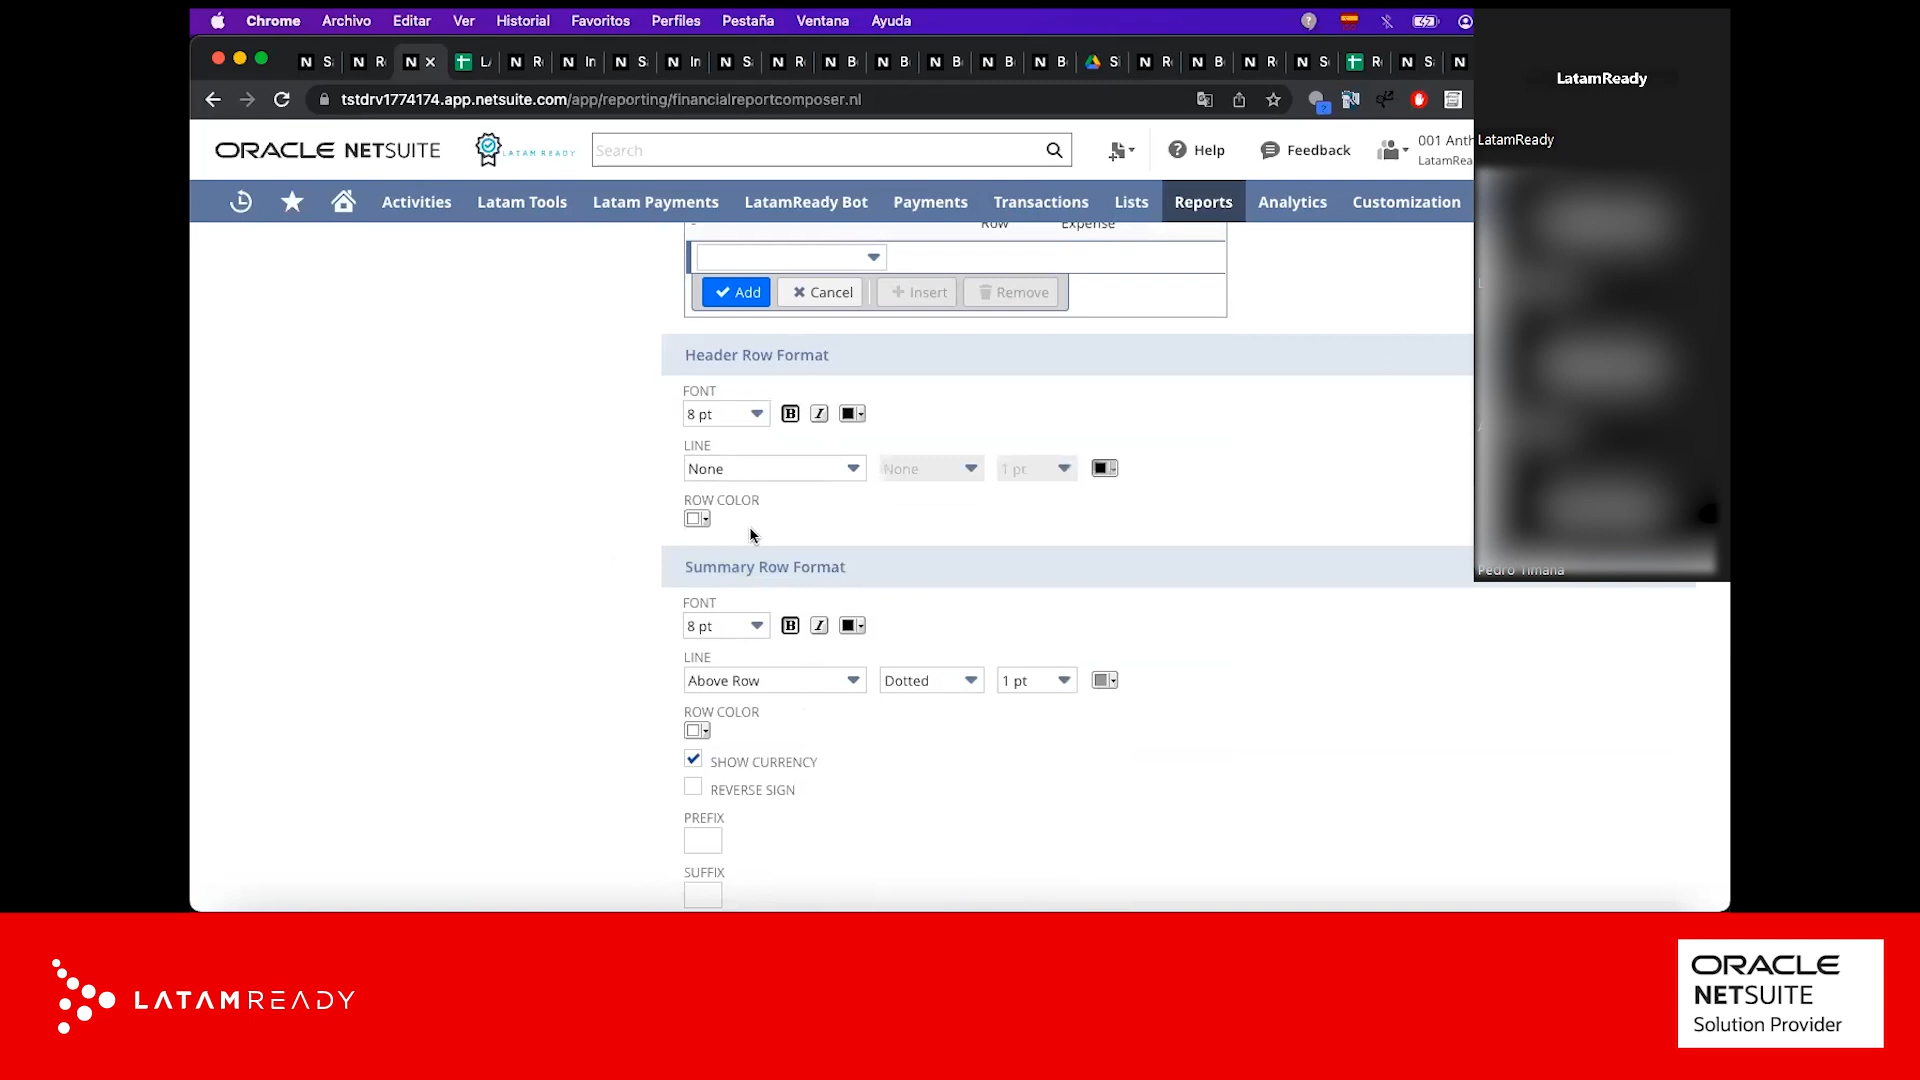 Chrome Archivo Editar Ver Historial Favoritos Perfiles Pestaña Ventana Ayuda
LatamReady
tstdrv1774174.app.netsuite.com/app/reporting/financialreportcomposer.nl
ORACLE NETSUITE
LATAM READY
Search
Help
Feedback
001 Anth
LatamRea
LatamReady
Activities Latam Tools Latam Payments LatamReady Bot Payments Transactions Lists Reports Analytics Customization
Row Expense
Add Cancel Insert Remove
Header Row Format
FONT
8 pt B I
LINE
None None 1 pt
ROW COLOR
Summary Row Format
Pedro Timana
FONT
8 pt B I
LINE
Above Row Dotted 1 pt
ROW COLOR
SHOW CURRENCY
REVERSE SIGN
PREFIX
SUFFIX
LATAMREADY
ORACLE
NETSUITE
Solution Provider